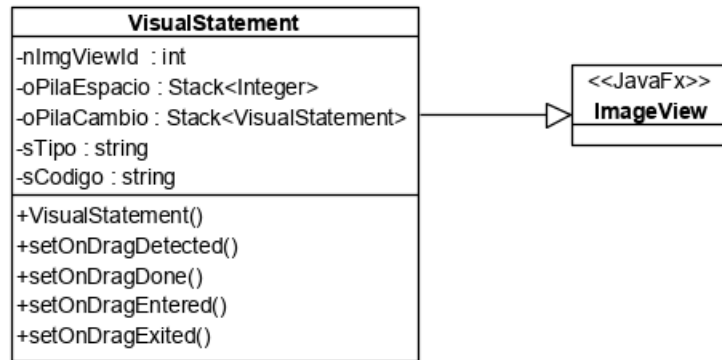 VisualStatement
-nImgViewId : int
-oPilaEspacio : Stack<Integer>
-oPilaCambio : Stack<VisualStatement>
-sTipo : string
-sCodigo : string
+VisualStatement()
+setOnDragDetected()
+setOnDragDone()
+setOnDragEntered()
+setOnDragExited()
<<JavaFx>>
ImageView